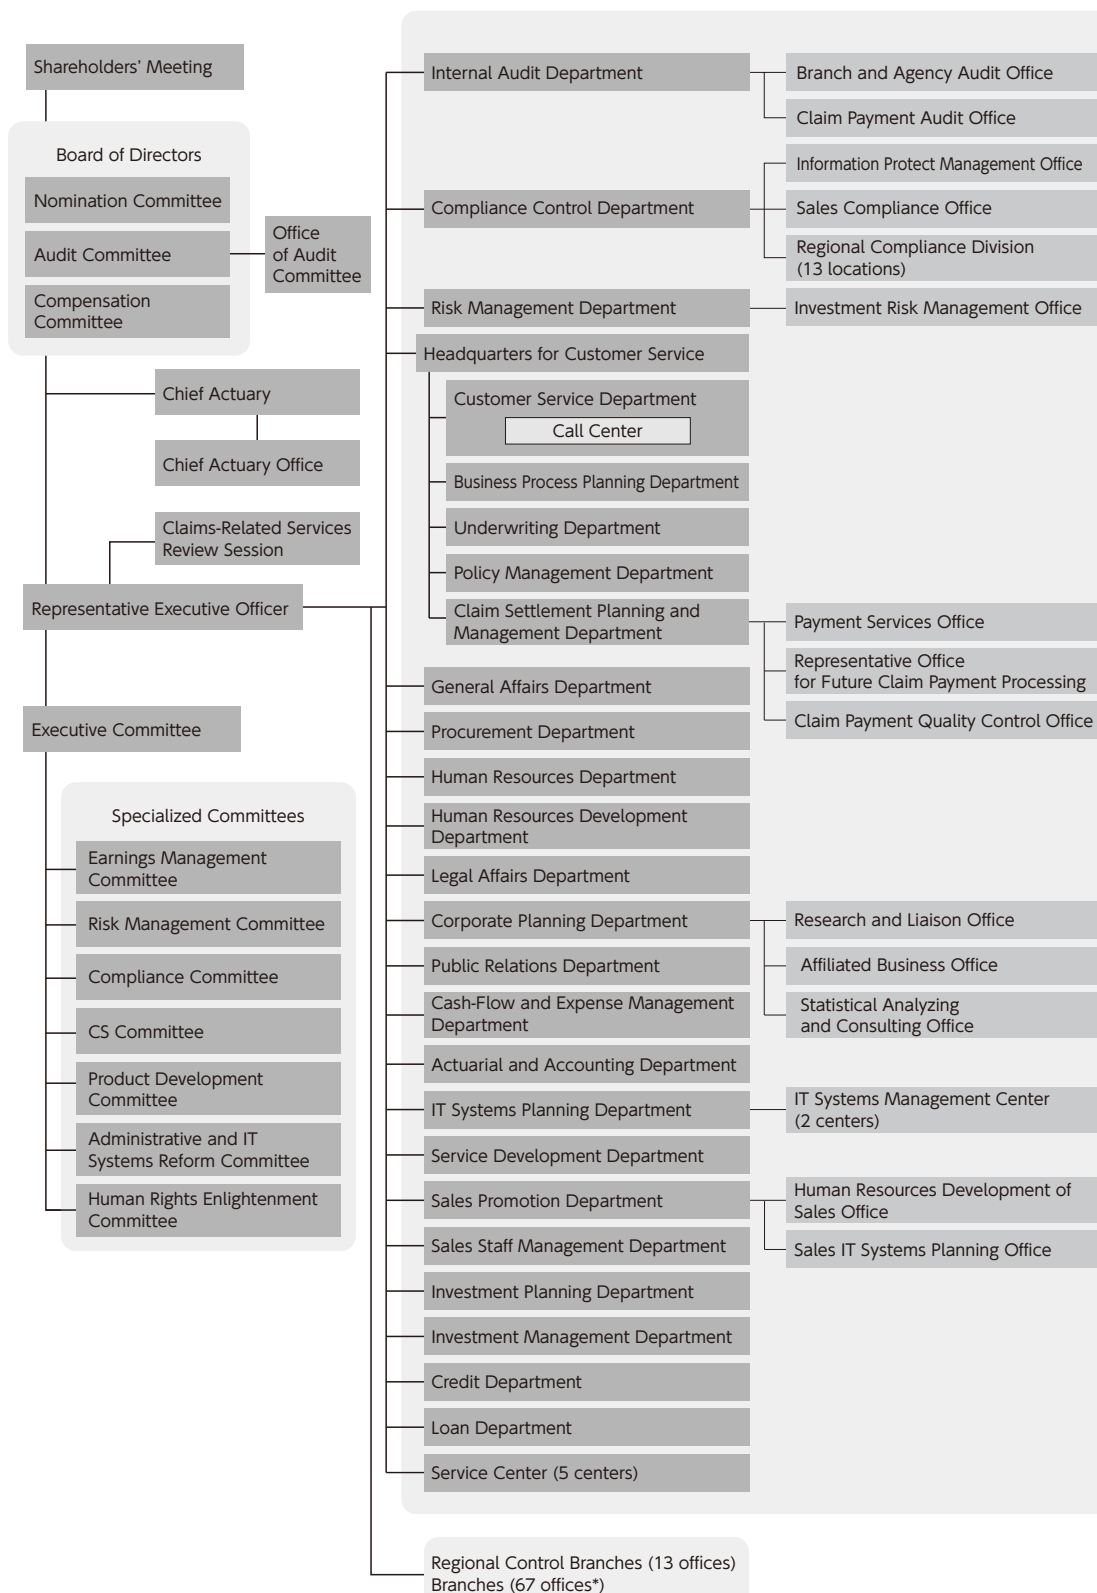 Shareholders' Meeting
Board of Directors
Nomination Committee
Audit Committee
Compensation
Committee
Office
of Audit
Committee
Chief Actuary
Chief Actuary Office
Claims-Related Services
Review Session
Representative Executive Officer
Executive Committee
Specialized Committees
Earnings Management
Committee
Risk Management Committee
Compliance Committee
CS Committee
Product Development
Committee
Administrative and IT
Systems Reform Committee
Human Rights Enlightenment
Committee
Internal Audit Department
Branch and Agency Audit Office
Claim Payment Audit Office
Compliance Control Department
Information Protect Management Office
Sales Compliance Office
Regional Compliance Division
(13 locations)
Risk Management Department
Investment Risk Management Office
Headquarters for Customer Service
Customer Service Department
Call Center
Business Process Planning Department
Underwriting Department
Policy Management Department
Claim Settlement Planning and
Management Department
Payment Services Office
Representative Office
for Future Claim Payment Processing
Claim Payment Quality Control Office
General Affairs Department
Procurement Department
Human Resources Department
Human Resources Development
Department
Legal Affairs Department
Corporate Planning Department
Research and Liaison Office
Affiliated Business Office
Statistical Analyzing
and Consulting Office
Public Relations Department
Cash-Flow and Expense Management
Department
Actuarial and Accounting Department
IT Systems Planning Department
IT Systems Management Center
(2 centers)
Service Development Department
Sales Promotion Department
Human Resources Development of
Sales Office
Sales IT Systems Planning Office
Sales Staff Management Department
Investment Planning Department
Investment Management Department
Credit Department
Loan Department
Service Center (5 centers)
Regional Control Branches (13 offices)
Branches (67 offices*)